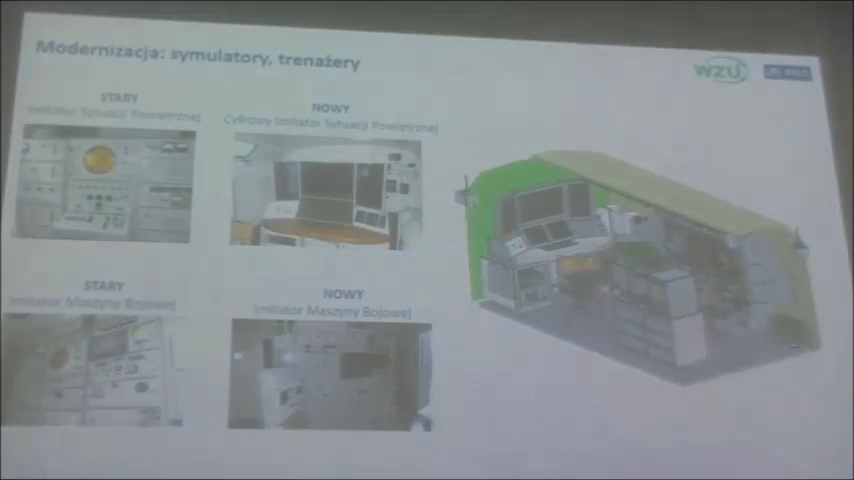 Modernizacja: symulatory, trenażery
WZU
STARY
Imitator Sytuacji Powietrznej
NOWY
Cyfrowy Imitator Sytuacji Powietrznej
STARY
Imitator Maszyny Bojowej
NOWY
Imitator Maszyny Bojowej